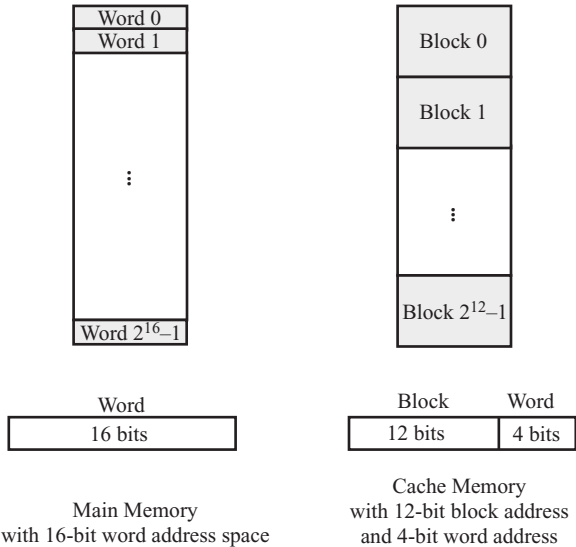 Word 0
Word 1
⋮
Word 2¹⁶–1
Word
16 bits
Main Memory
with 16-bit word address space
Block 0
Block 1
⋮
Block 2¹²–1
Block Word
12 bits 4 bits
Cache Memory
with 12-bit block address
and 4-bit word address